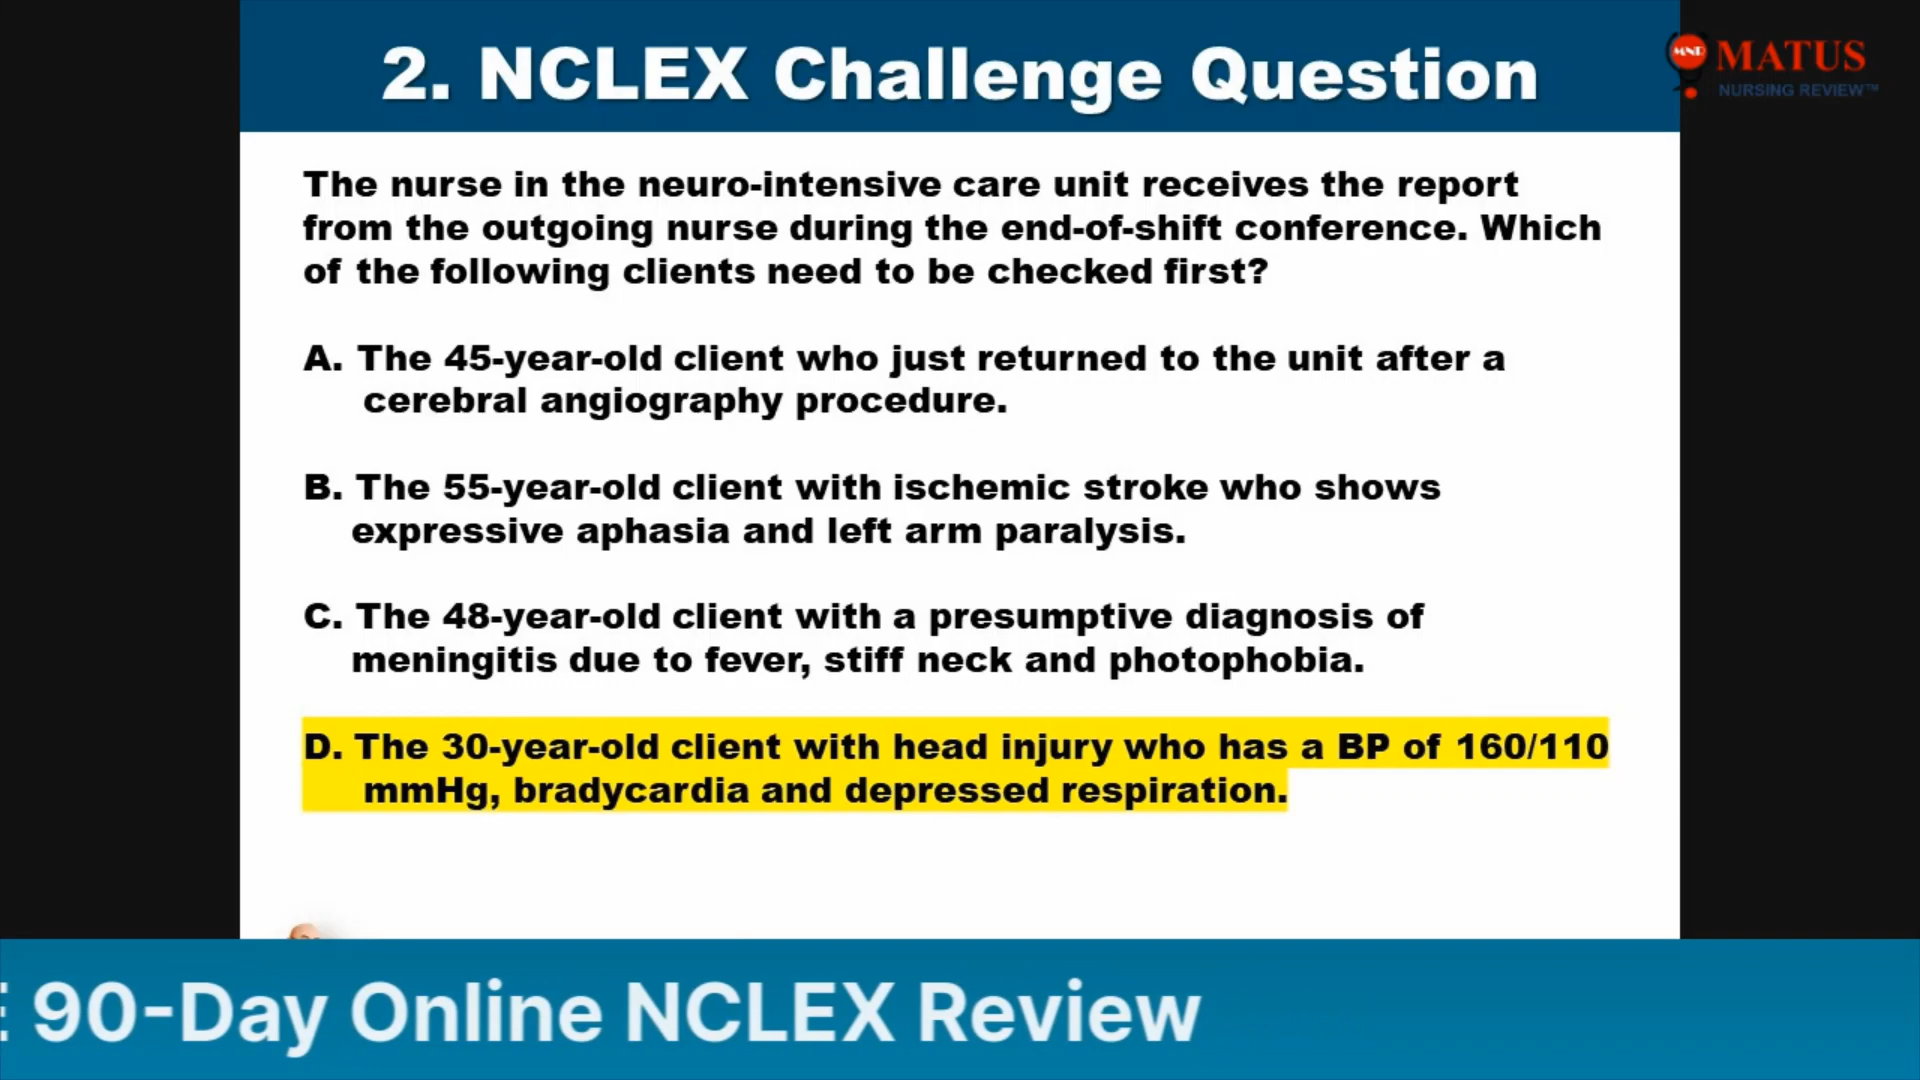 2. NCLEX Challenge Question
MNR
MATUS
NURSING REVIEW™
The nurse in the neuro-intensive care unit receives the report
from the outgoing nurse during the end-of-shift conference. Which
of the following clients need to be checked first?
A. The 45-year-old client who just returned to the unit after a
cerebral angiography procedure.
B. The 55-year-old client with ischemic stroke who shows
expressive aphasia and left arm paralysis.
C. The 48-year-old client with a presumptive diagnosis of
meningitis due to fever, stiff neck and photophobia.
D. The 30-year-old client with head injury who has a BP of 160/110
mmHg, bradycardia and depressed respiration.
90-Day Online NCLEX Review